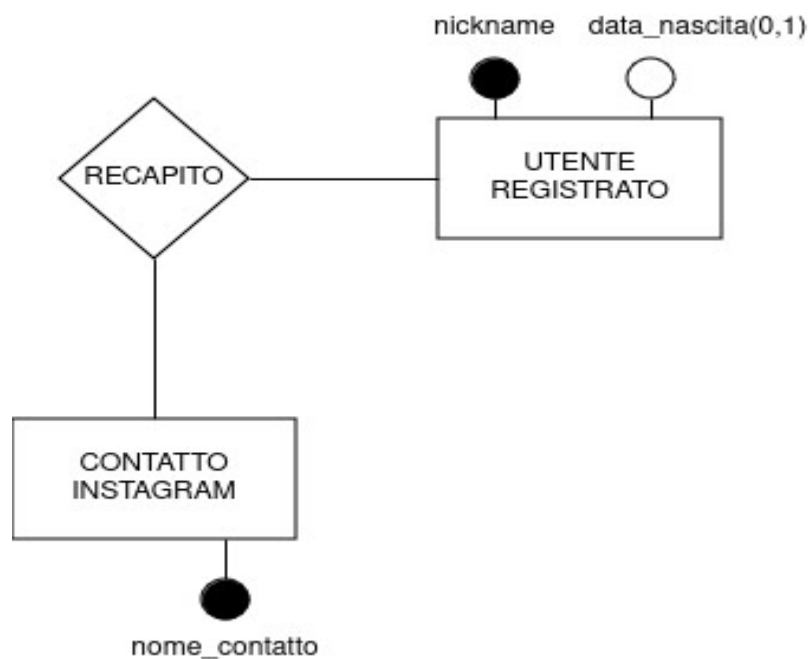 nickname
data_nascita(0,1)
RECAPITO
UTENTE
REGISTRATO
CONTATTO
INSTAGRAM
nome_contatto